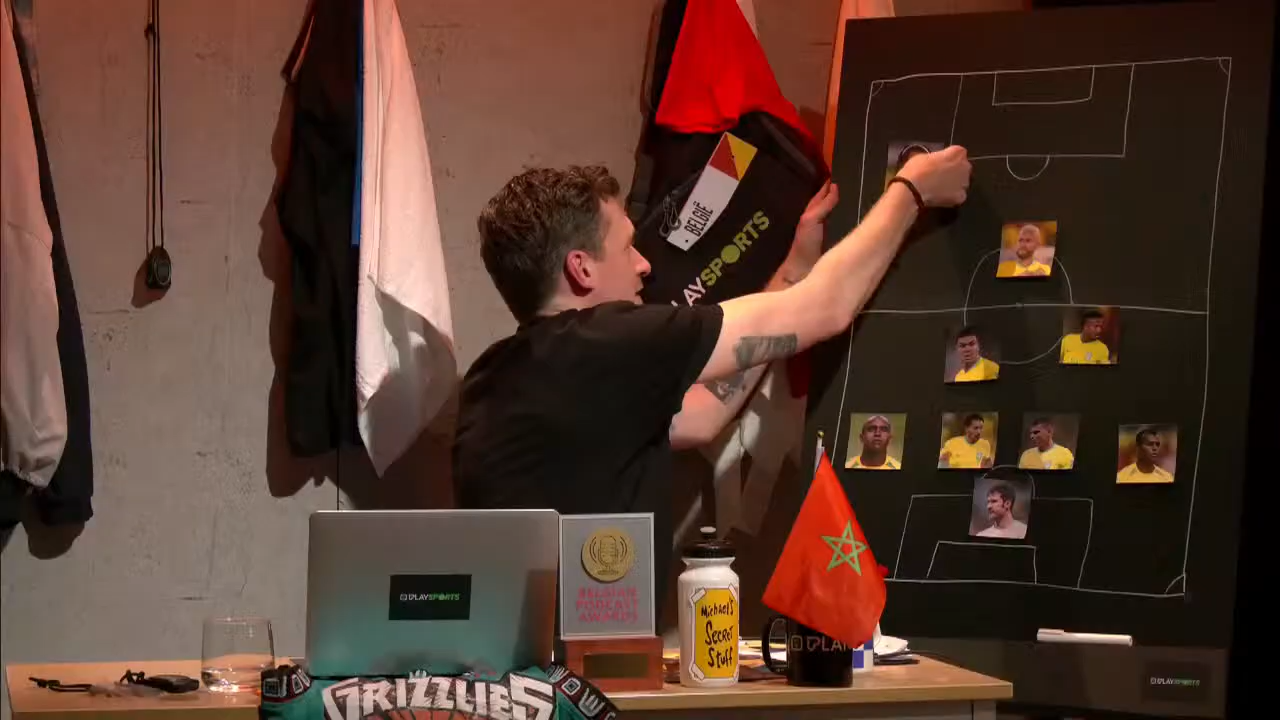 BELGIË
PLAYSPORTS
PLAYSPORTS
BELGIAN
PODCAST
AWARDS
Michael's
Secret
Stuff
PLAY
GRIZZLIES
PLAYSPORTS